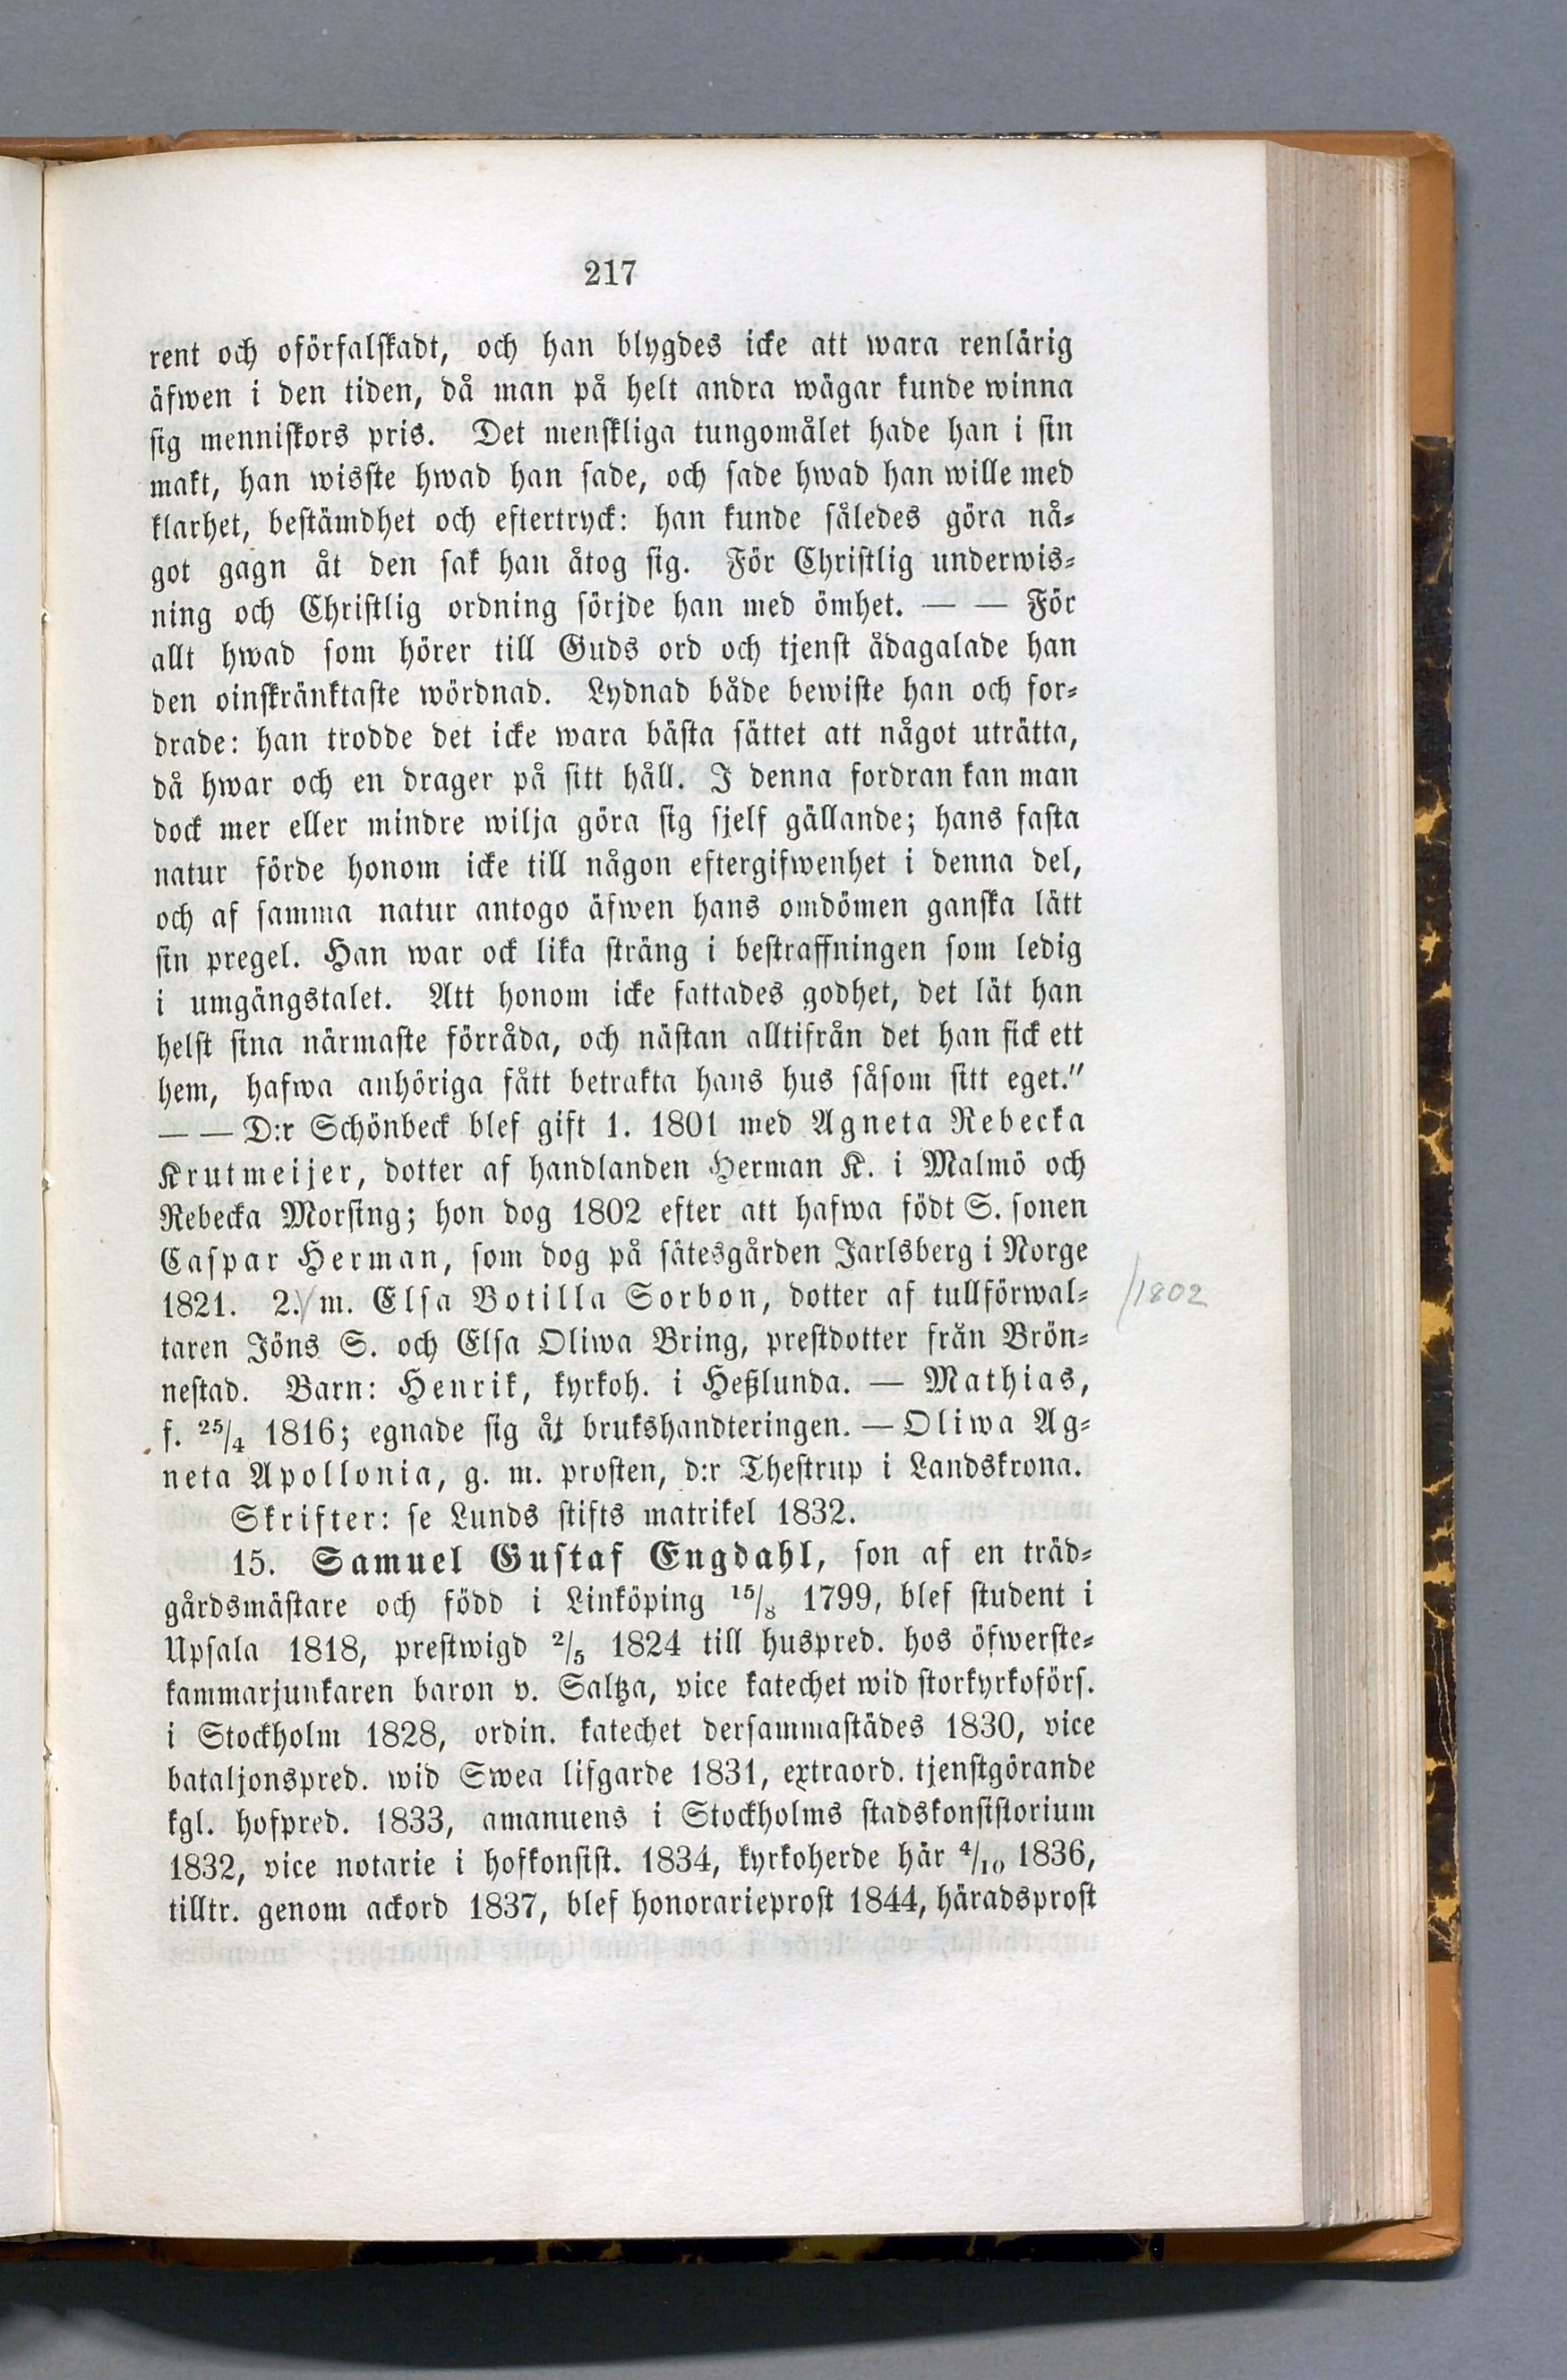 217
rent och oförfalskadt, och han blygdes icke att wara renlärig
äfwen i den tiden, då man på helt andra wägar kunde winna
sig menniskors pris. Det menskliga tungomålet hade han i sin
makt, han wisste hwad han sade, och sade hwad han wille med
klarhet, bestämdhet och eftertryck: han kunde således göra nå-
got gagn åt den sak han åtog sig. För Christlig underwis-
ning och Christlig ordning sörjde han med ömhet. — — För
allt hwad som hörer till Guds ord och tjenst ådagalade han
den oinskränktaste wördnad. Lydnad både bewiste han och for-
drade: han trodde det icke wara bästa sättet att något uträtta,
då hwar och en drager på sitt håll. I denna fordran kan man
dock mer eller mindre wilja göra sig sjelf gällande; hans fasta
natur förde honom icke till någon eftergifwenhet i denna del,
och af samma natur antogo äfwen hans omdömen ganska lätt
sin pregel. Han war ock lika sträng i bestraffningen som ledig
i umgängstalet. Att honom icke fattades godhet, det lät han
helst sina närmaste förråda, och nästan alltifrån det han fick ett
hem, hafwa anhöriga fått betrakta hans hus såsom sitt eget."
— — D:r Schönbeck blef gift 1. 1801 med Agneta Rebecka
Krutmeijer, dotter af handlanden Herman K. i Malmö och
Rebecka Morsing; hon dog 1802 efter att hafwa födt S. sonen
Caspar Herman, som dog på sätesgården Jarlsberg i Norge
1821. 2./ m. Elsa Botilla Sorbon, dotter af tullförwal- /1802
taren Jöns S. och Elsa Oliwa Bring, prestdotter från Brön-
nestad. Barn: Henrik, kyrkoh. i Heßlunda. — Mathias,
f. 25/4 1816; egnade sig åt brukshandteringen. — Oliwa Ag-
neta Apollonia, g. m. prosten, d:r Thestrup i Landskrona.
Skrifter: se Lunds stifts matrikel 1832.
15. Samuel Gustaf Engdahl, son af en träd-
gårdsmästare och född i Linköping 15/8 1799, blef student i
Upsala 1818, prestwigd 2/5 1824 till huspred. hos öfwerste-
kammarjunkaren baron v. Saltza, vice katechet wid storkyrkoförs.
i Stockholm 1828, ordin. katechet dersammastädes 1830, vice
bataljonspred. wid Swea lifgarde 1831, extraord. tjenstgörande
kgl. hofpred. 1833, amanuens i Stockholms stadskonsistorium
1832, vice notarie i hofkonsist. 1834, kyrkoherde här 4/10 1836,
tilltr. genom ackord 1837, blef honorarieprost 1844, häradsprost